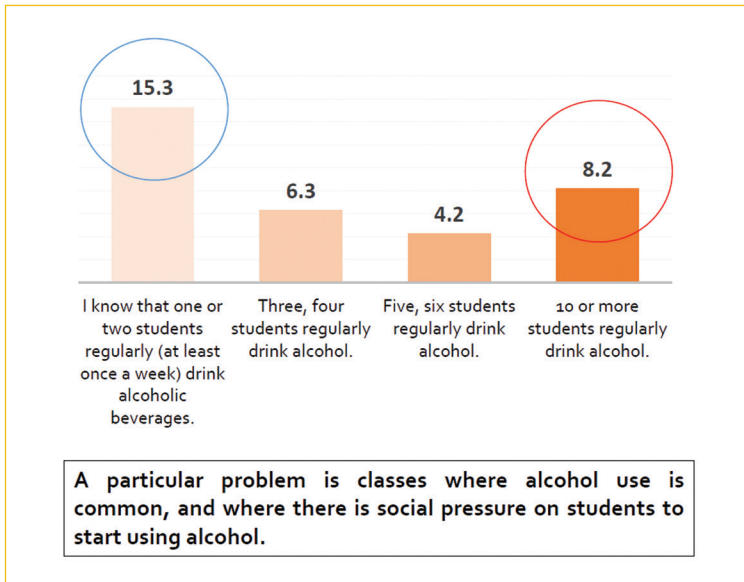 15.3
6.3
4.2
8.2
I know that one or
two students
regularly (at least
once a week) drink
alcoholic
beverages.
Three, four
students regularly
drink alcohol.
Five, six students
regularly drink
alcohol.
10 or more
students regularly
drink alcohol.
A particular problem is classes where alcohol use is
common, and where there is social pressure on students to
start using alcohol.